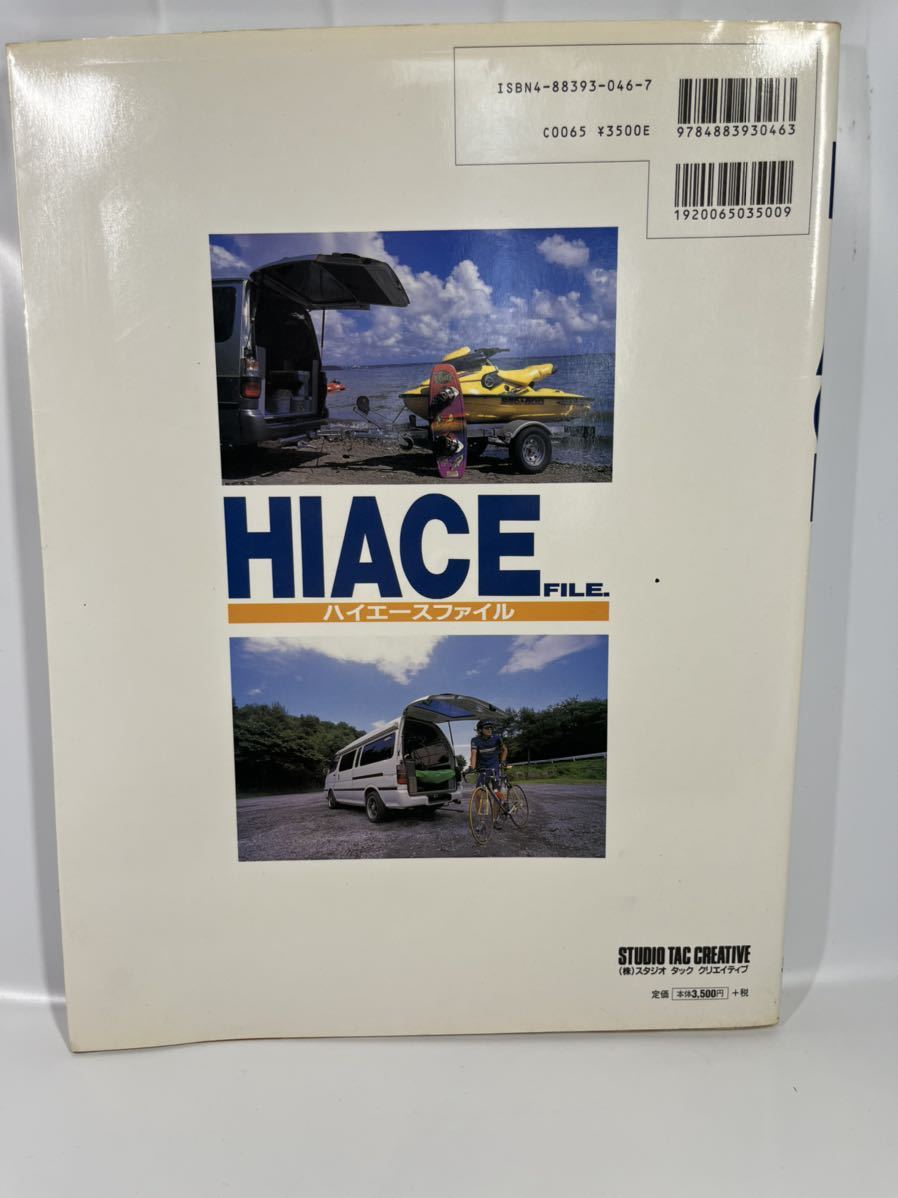 ISBN4-88393-046-7
C0065 ¥3500E
9784883930463
1920065035009
SEA-DOO
HIACE FILE.
ハイエースファイル
STUDIO TAC CREATIVE
(株)スタジオ タック クリエイティブ
定価 本体3,500円 +税